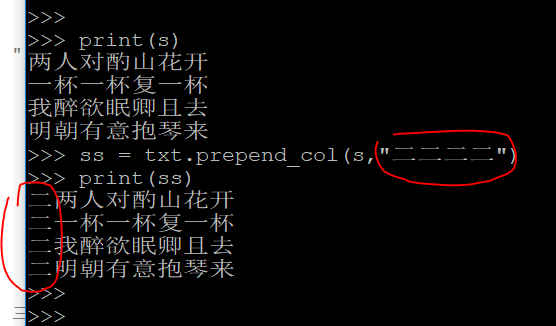 >>>
>>> print(s)
两人对酌山花开
一杯一杯复一杯
我醉欲眠卿且去
明朝有意抱琴来
>>> ss = txt.prepend_col(s,"二二二二")
>>> print(ss)
二两人对酌山花开
二一杯一杯复一杯
二我醉欲眠卿且去
二明朝有意抱琴来
>>>
>>>
"
三